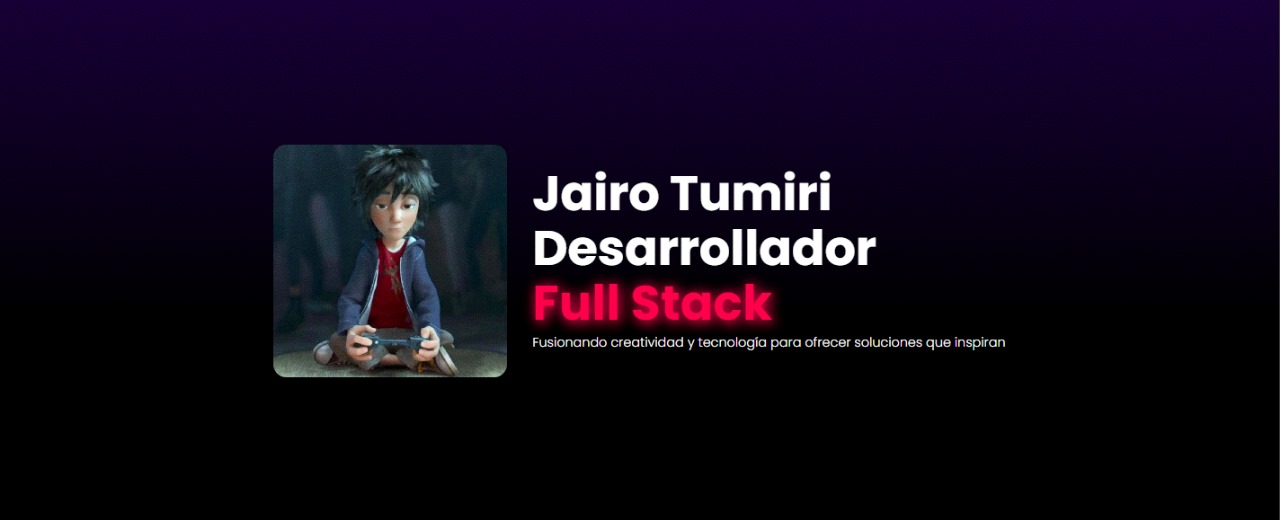 Jairo Tumiri
Desarrollador
Full Stack
Fusionando creatividad y tecnología para ofrecer soluciones que inspiran